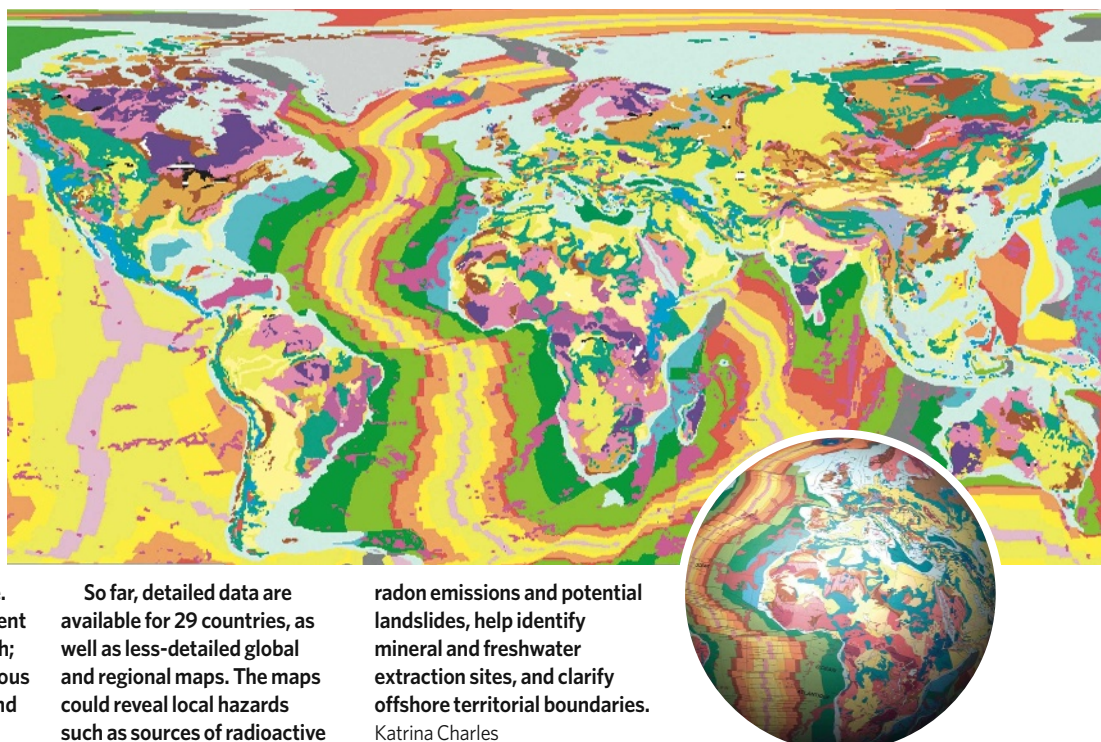 So far, detailed data are
available for 29 countries, as
well as less-detailed global
and regional maps. The maps
could reveal local hazards
such as sources of radioactive
radon emissions and potential
landslides, help identify
mineral and freshwater
extraction sites, and clarify
offshore territorial boundaries.
Katrina Charles